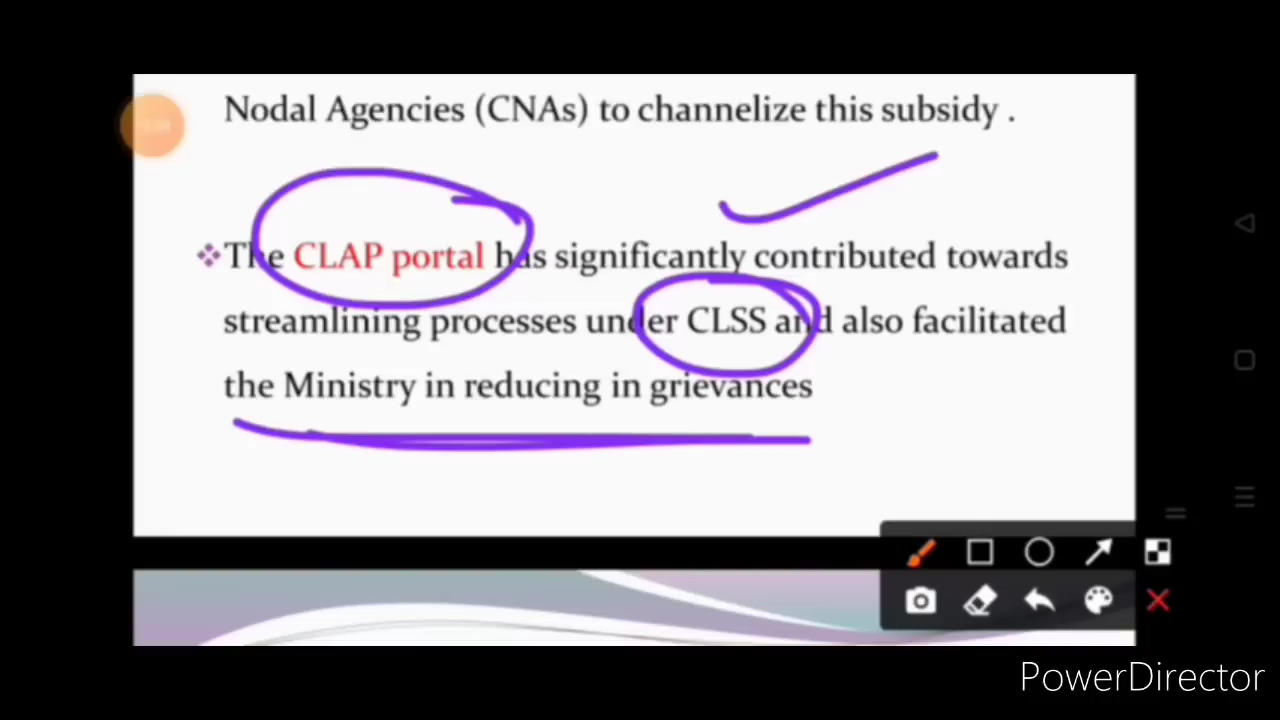 Nodal Agencies (CNAs) to channelize this subsidy .
❖The CLAP portal has significantly contributed towards
streamlining processes under CLSS and also facilitated
the Ministry in reducing in grievances
PowerDirector